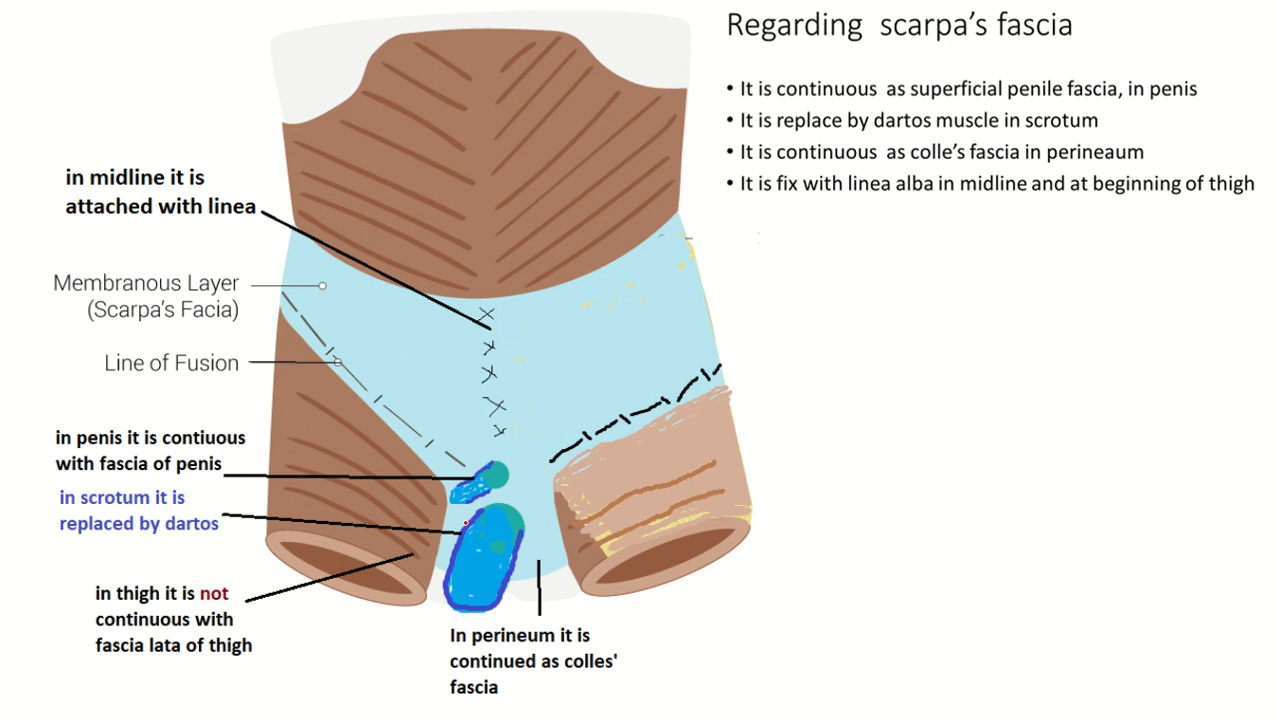 Regarding scarpa's fascia
• It is continuous as superficial penile fascia, in penis
• It is replace by dartos muscle in scrotum
• It is continuous as colle's fascia in perineaum
• It is fix with linea alba in midline and at beginning of thigh
in midline it is
attached with linea
Membranous Layer
(Scarpa's Facia)
Line of Fusion
in penis it is contiuous
with fascia of penis
in scrotum it is
replaced by dartos
in thigh it is not
continuous with
fascia lata of thigh
In perineum it is
continued as colles'
fascia